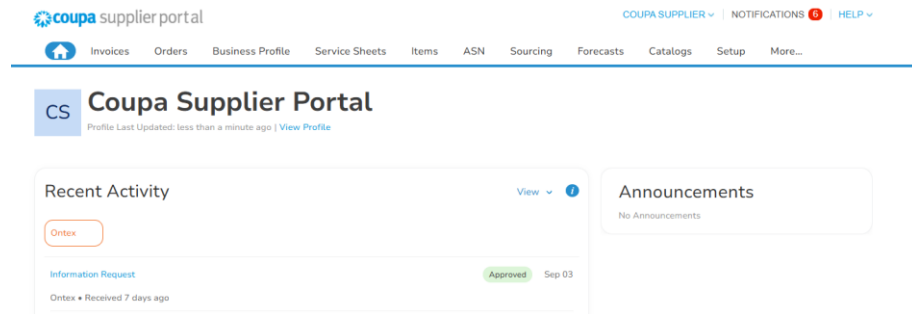 coupa supplier portal
COUPA SUPPLIER NOTIFICATIONS 6 HELP
Invoices Orders Business Profile Service Sheets Items ASN Sourcing Forecasts Catalogs Setup More...
CS
Coupa Supplier Portal
Profile Last Updated: less than a minute ago | View Profile
Recent Activity
View
i
Announcements
No Announcements
Ontex
Information Request
Approved
Sep 03
Ontex • Received 7 days ago